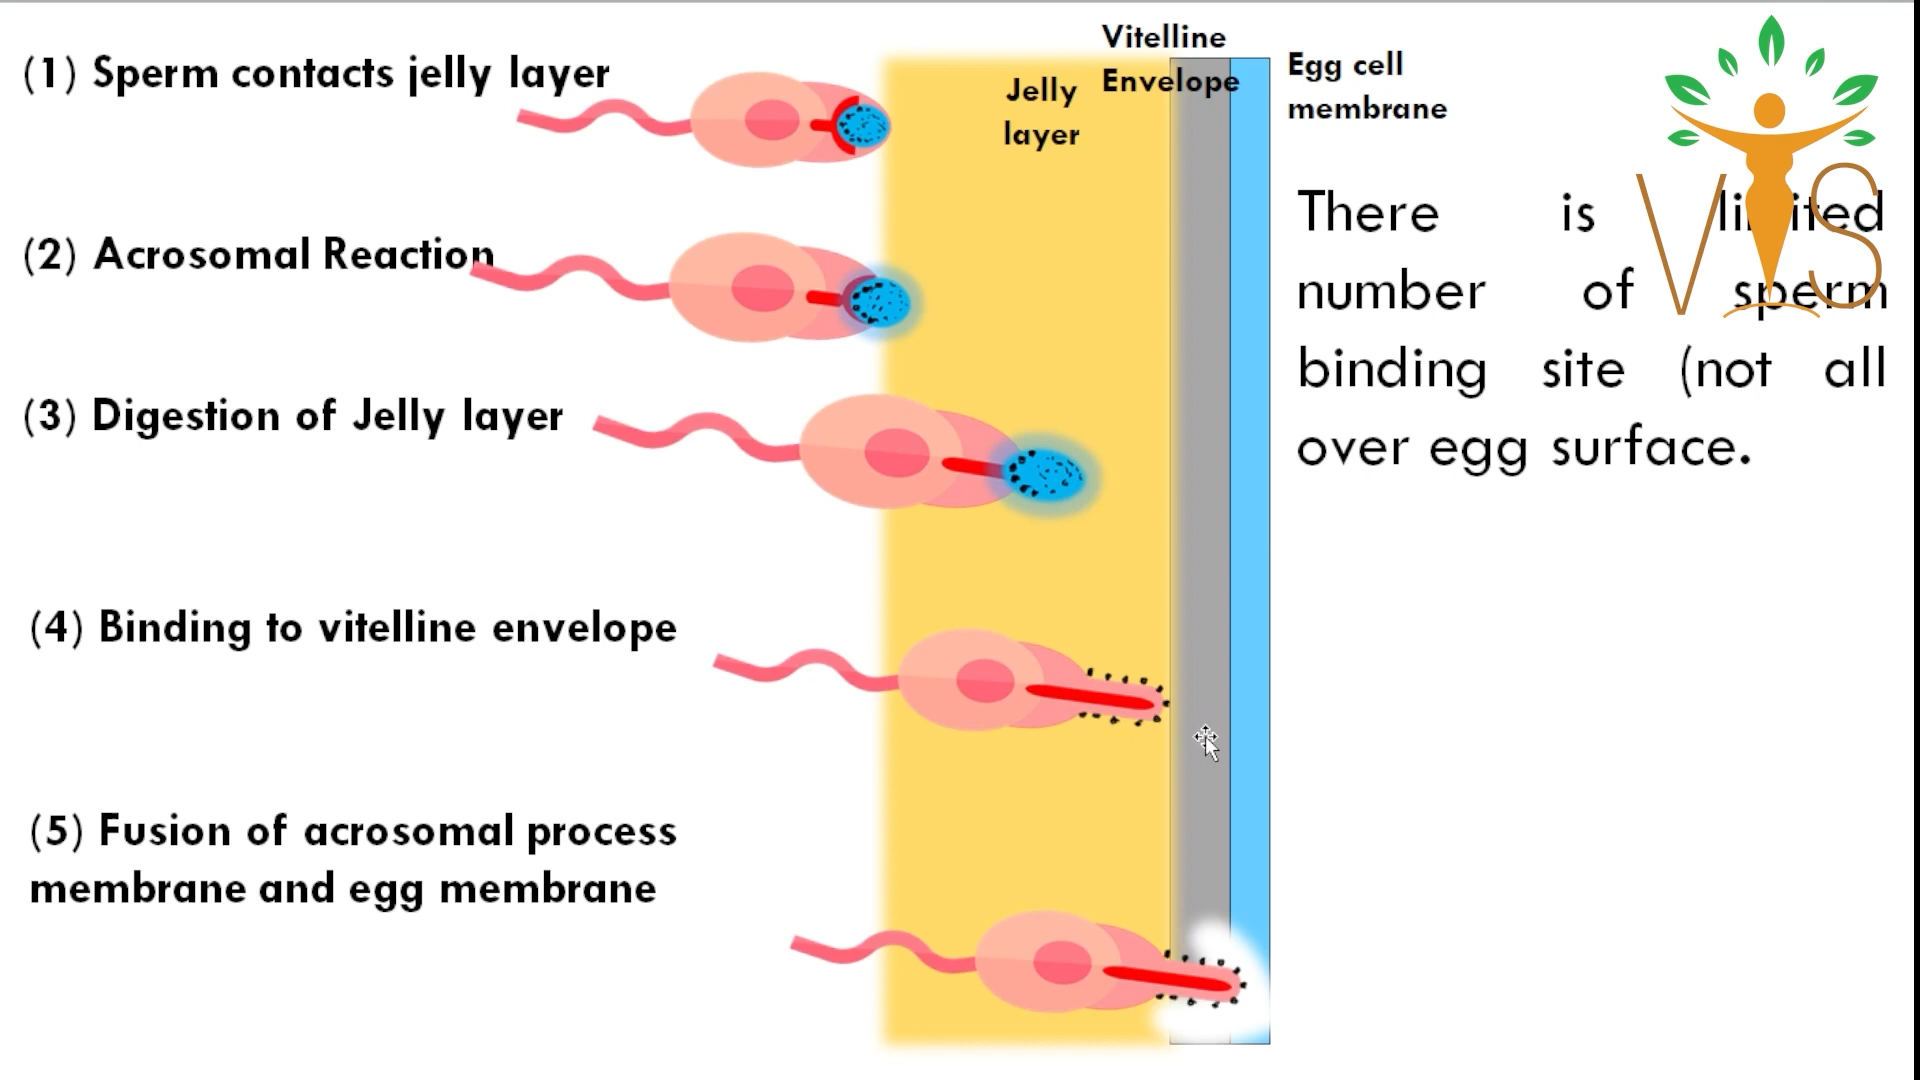 (1) Sperm contacts jelly layer
(2) Acrosomal Reaction
(3) Digestion of Jelly layer
(4) Binding to vitelline envelope
(5) Fusion of acrosomal process
membrane and egg membrane
Jelly
layer
Vitelline
Envelope
Egg cell
membrane
There is limited
number of sperm
binding site (not all
over egg surface.
VIS